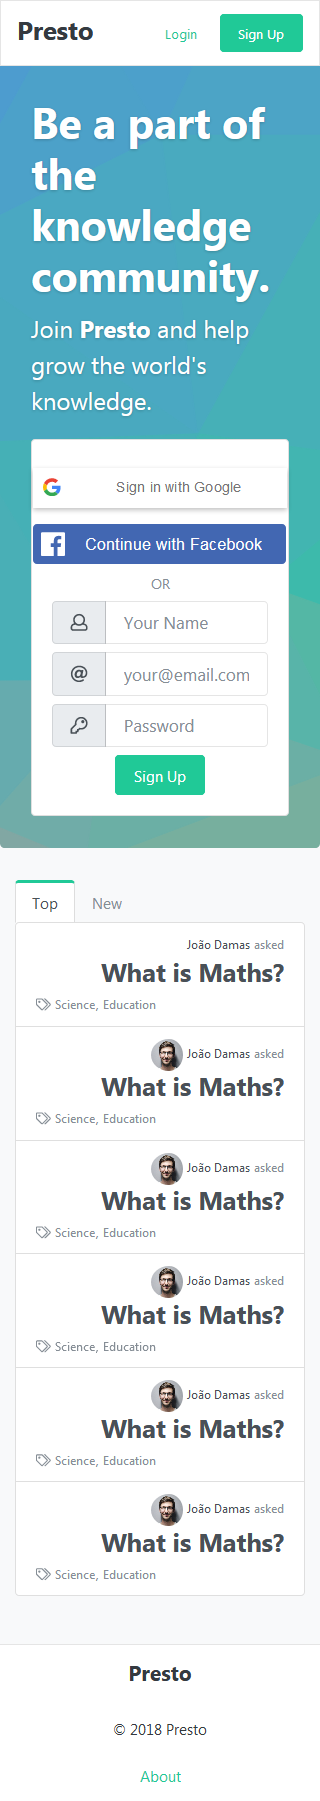 Presto
Login
Sign Up
Be a part of
the
knowledge
community.
Join Presto and help
grow the world's
knowledge.
Sign in with Google
Continue with Facebook
OR
Your Name
your@email.com
Password
Sign Up
Top
New
João Damas asked
What is Maths?
Science, Education
João Damas asked
What is Maths?
Science, Education
João Damas asked
What is Maths?
Science, Education
João Damas asked
What is Maths?
Science, Education
João Damas asked
What is Maths?
Science, Education
João Damas asked
What is Maths?
Science, Education
Presto
© 2018 Presto
About